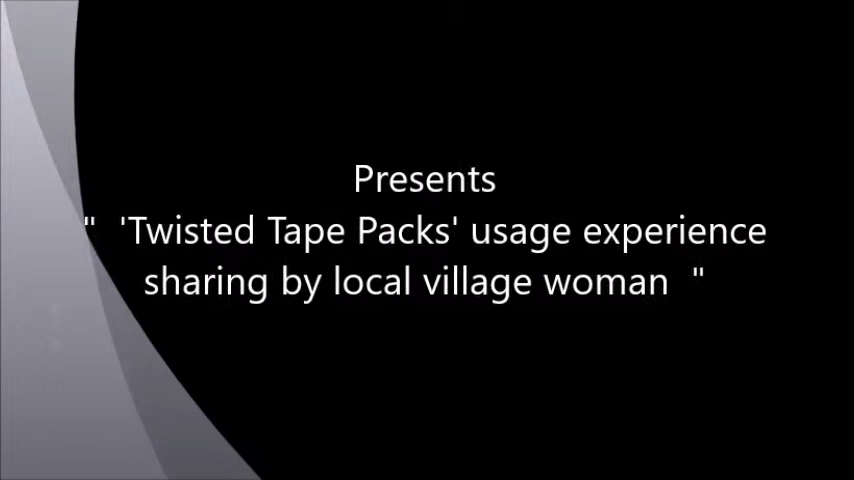 Presents
" 'Twisted Tape Packs' usage experience
sharing by local village woman "